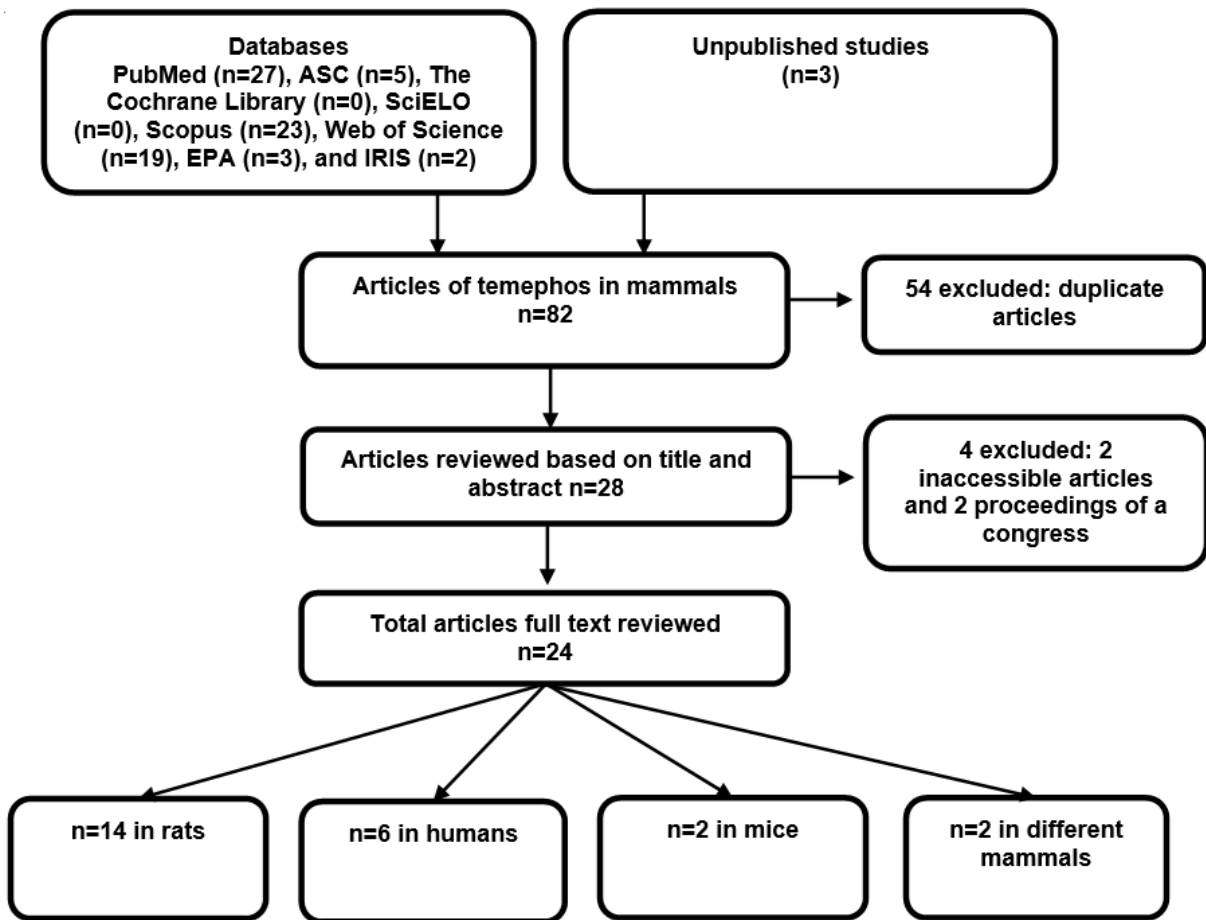 Databases
PubMed (n=27), ASC (n=5), The
Cochrane Library (n=0), SciELO
(n=0), Scopus (n=23), Web of Science
(n=19), EPA (n=3), and IRIS (n=2)
Unpublished studies
(n=3)
Articles of temephos in mammals
n=82
54 excluded: duplicate
articles
Articles reviewed based on title and
abstract n=28
4 excluded: 2
inaccessible articles
and 2 proceedings of a
congress
Total articles full text reviewed
n=24
n=14 in rats
n=6 in humans
n=2 in mice
n=2 in different
mammals